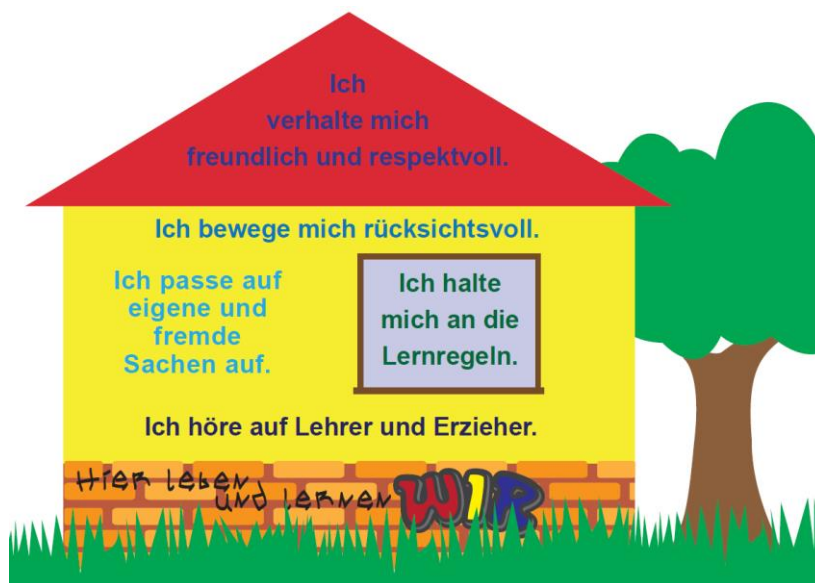 Ich
verhalte mich
freundlich und respektvoll.
Ich bewege mich rücksichtsvoll.
Ich passe auf
eigene und
fremde
Sachen auf.
Ich halte
mich an die
Lernregeln.
Ich höre auf Lehrer und Erzieher.
Hier leben
und lernen WIR